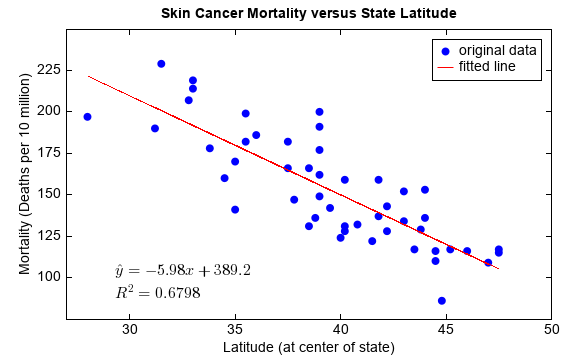 Skin Cancer Mortality versus State Latitude
original data
fitted line
Mortality (Deaths per 10 million)
225
200
175
150
125
100
ŷ = −5.98x + 389.2
R² = 0.6798
30 35 40 45 50
Latitude (at center of state)